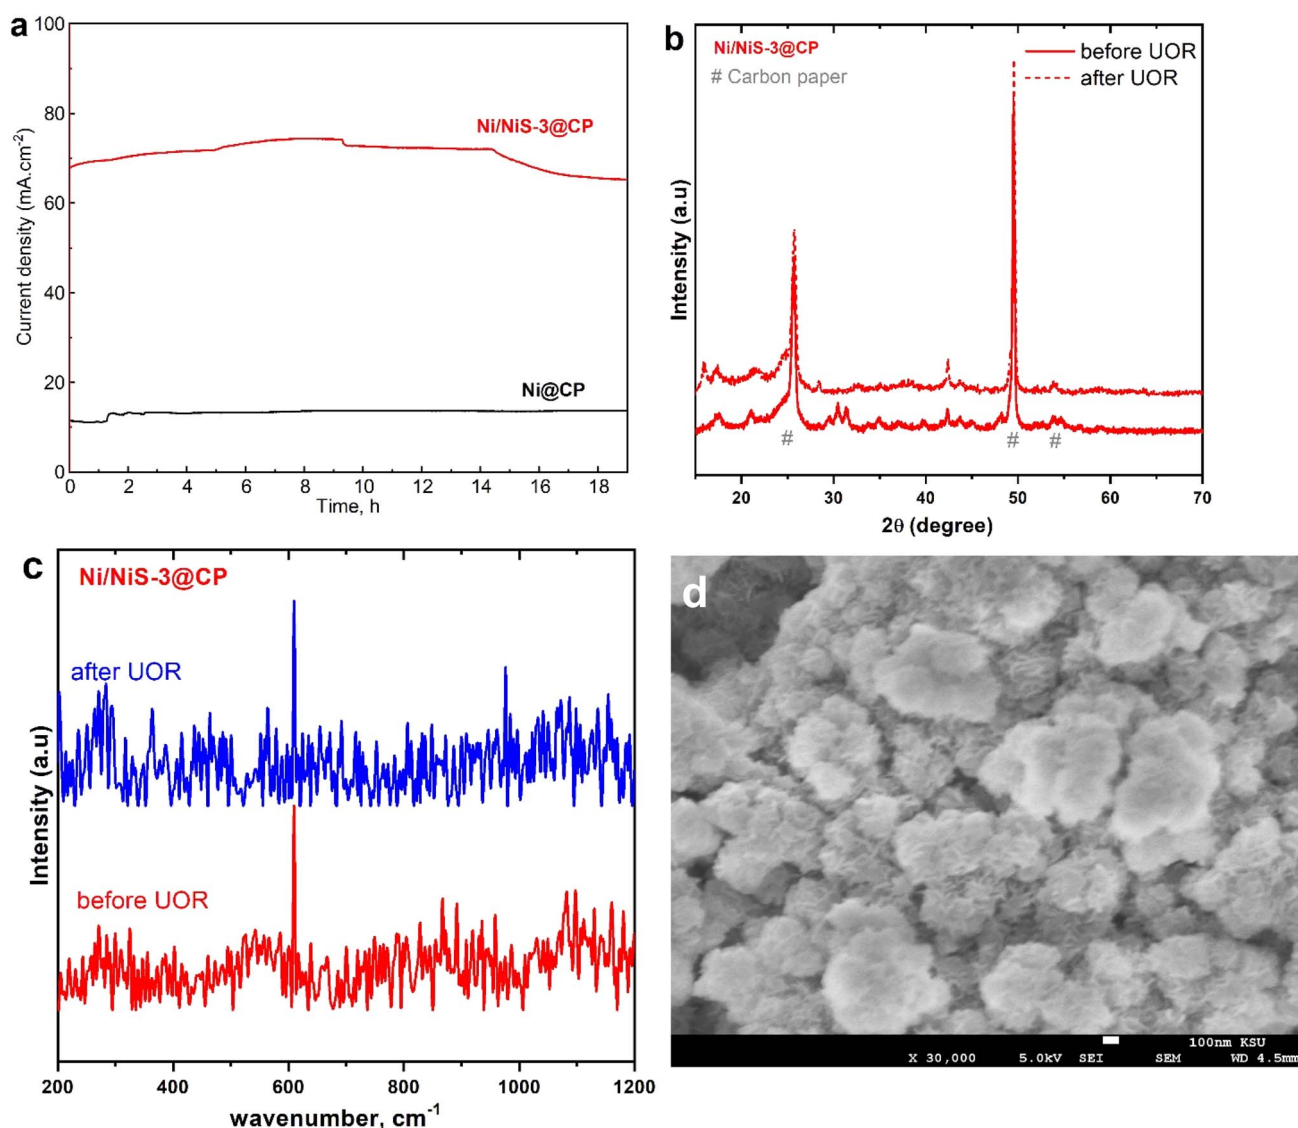 a
100
80
60
40
20
0
Current density (mA.cm⁻²)
Ni/NiS-3@CP
Ni@CP
0 2 4 6 8 10 12 14 16 18
Time, h
b
Ni/NiS-3@CP
# Carbon paper
before UOR
after UOR
Intensity (a.u)
# # #
20 30 40 50 60 70
2θ (degree)
c
Ni/NiS-3@CP
after UOR
before UOR
Intensity (a.u)
200 400 600 800 1000 1200
wavenumber, cm⁻¹
d
100nm KSU
X 30,000 5.0kV SEI SEM WD 4.5mm